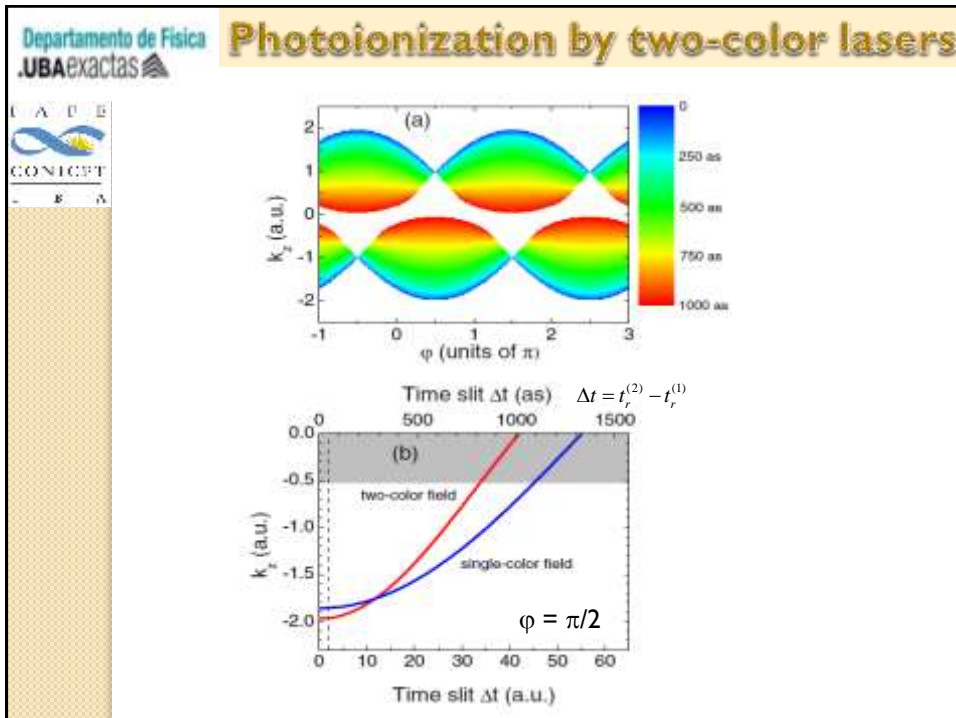 Departamento de Fisica
.UBAexactas
Photoionization by two-color lasers
I A F E
CONICET
U B A
(a)
2
1
0
-1
-2
k_z (a.u.)
-1 0 1 2 3
φ (units of π)
0
250 as
500 as
750 as
1000 as
Time slit Δt (as)
Δt = t_r^(2) − t_r^(1)
0 500 1000 1500
(b)
0.0
-0.5
-1.0
-1.5
-2.0
k_z (a.u.)
two-color field
single-color field
φ = π/2
0 10 20 30 40 50 60
Time slit Δt (a.u.)